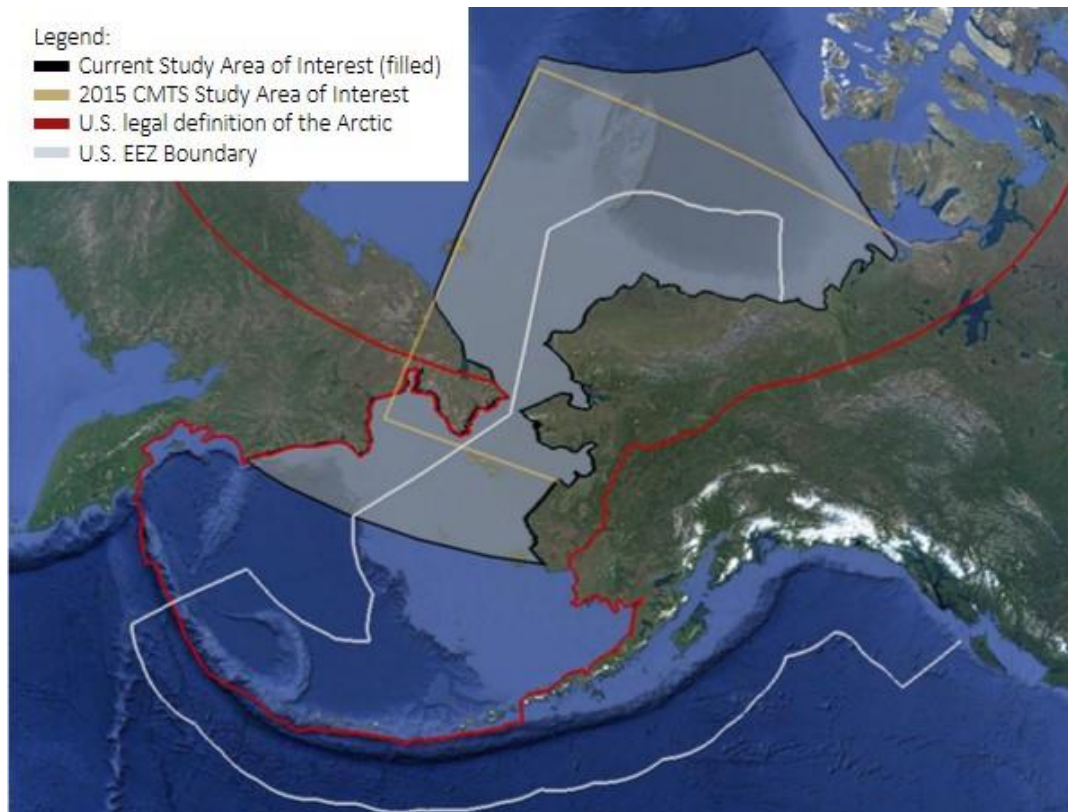 Legend:
Current Study Area of Interest (filled)
2015 CMTS Study Area of Interest
U.S. legal definition of the Arctic
U.S. EEZ Boundary